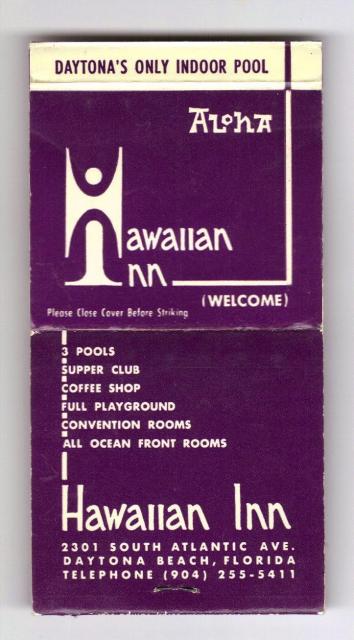 DAYTONA'S ONLY INDOOR POOL
Aloha
Hawaiian
Inn
(WELCOME)
Please Close Cover Before Striking
3 POOLS
SUPPER CLUB
COFFEE SHOP
FULL PLAYGROUND
CONVENTION ROOMS
ALL OCEAN FRONT ROOMS
Hawaiian Inn
2301 SOUTH ATLANTIC AVE.
DAYTONA BEACH, FLORIDA
TELEPHONE (904) 255-5411